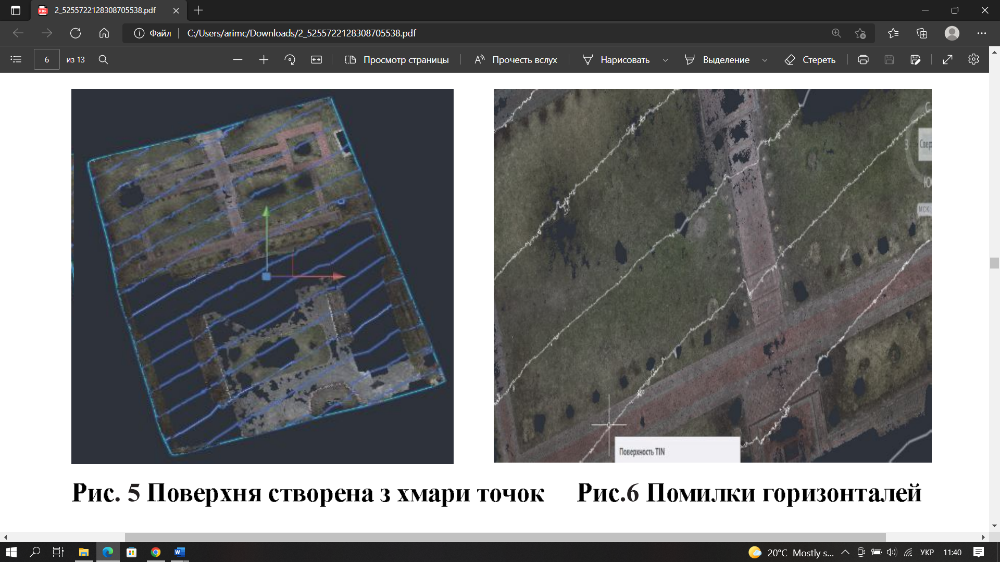 2_5255722128308705538.pdf
Файл
C:/Users/arimc/Downloads/2_5255722128308705538.pdf
6 из 13
Просмотр страницы
Прочесть вслух
Нарисовать
Выделение
Стереть
С
З
Ю
МСК
Поверхность TIN
Рис. 5 Поверхня створена з хмари точок
Рис.6 Помилки горизонталей
20°C Mostly s...
УКР
11:40